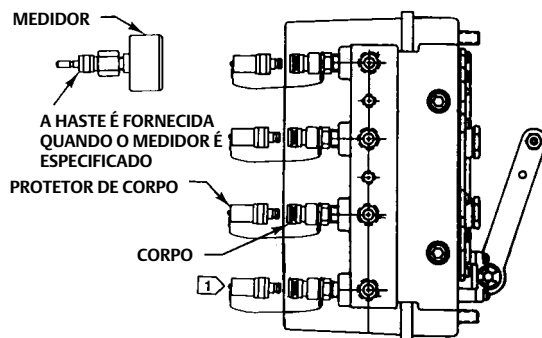 MEDIDOR
A HASTE É FORNECIDA
QUANDO O MEDIDOR É
ESPECIFICADO
PROTETOR DE CORPO
CORPO
1